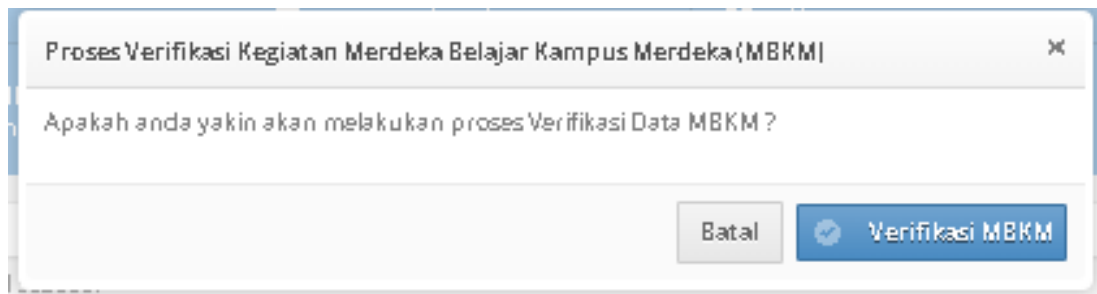 Proses Verifikasi Kegiatan Merdeka Belajar Kampus Merdeka (MBKM)
Apakah anda yakin akan melakukan proses Verifikasi Data MBKM ?
Batal
Verifikasi MBKM